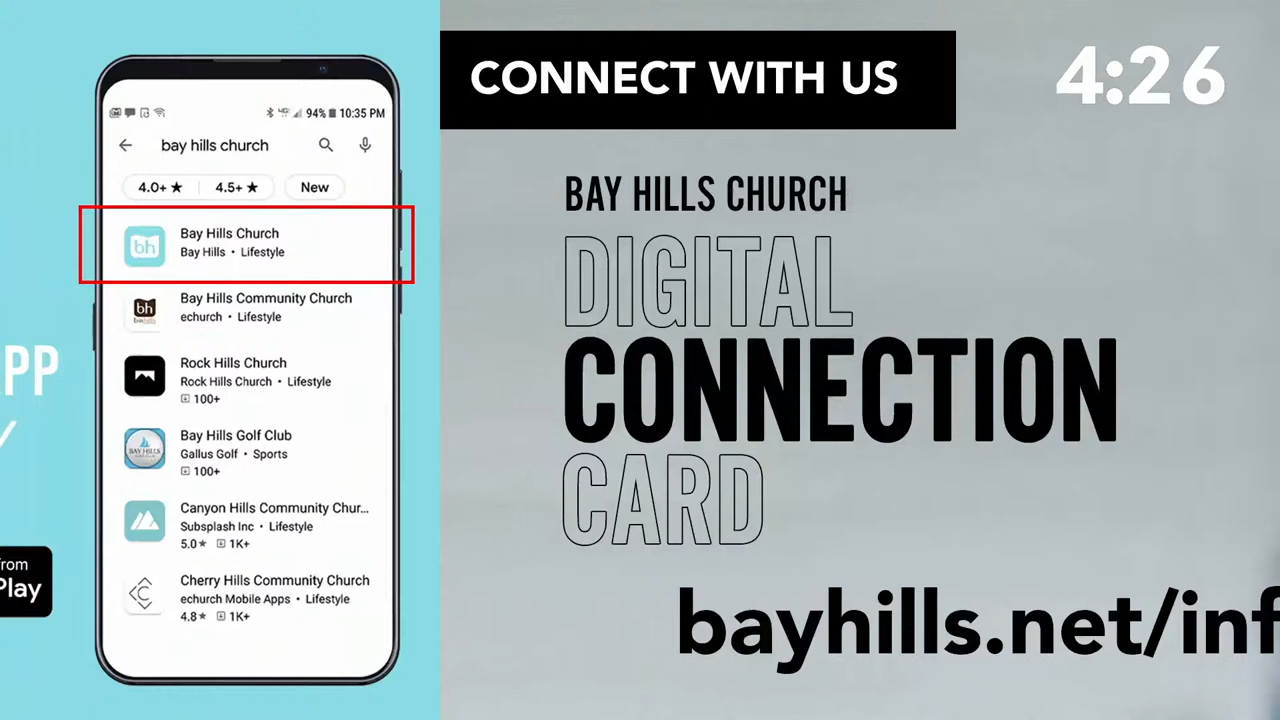 APP
from
Play
94% 10:35 PM
bay hills church
4.0+ ★ 4.5+ ★ New
bh
Bay Hills Church
Bay Hills • Lifestyle
bh
Bay Hills Community Church
echurch • Lifestyle
Rock Hills Church
Rock Hills Church • Lifestyle
100+
BAY HILLS
Bay Hills Golf Club
Gallus Golf • Sports
100+
Canyon Hills Community Chur...
Subsplash Inc • Lifestyle
5.0★ 1K+
C
Cherry Hills Community Church
echurch Mobile Apps • Lifestyle
4.8★ 1K+
CONNECT WITH US
4:26
BAY HILLS CHURCH
DIGITAL
CONNECTION
CARD
bayhills.net/inf